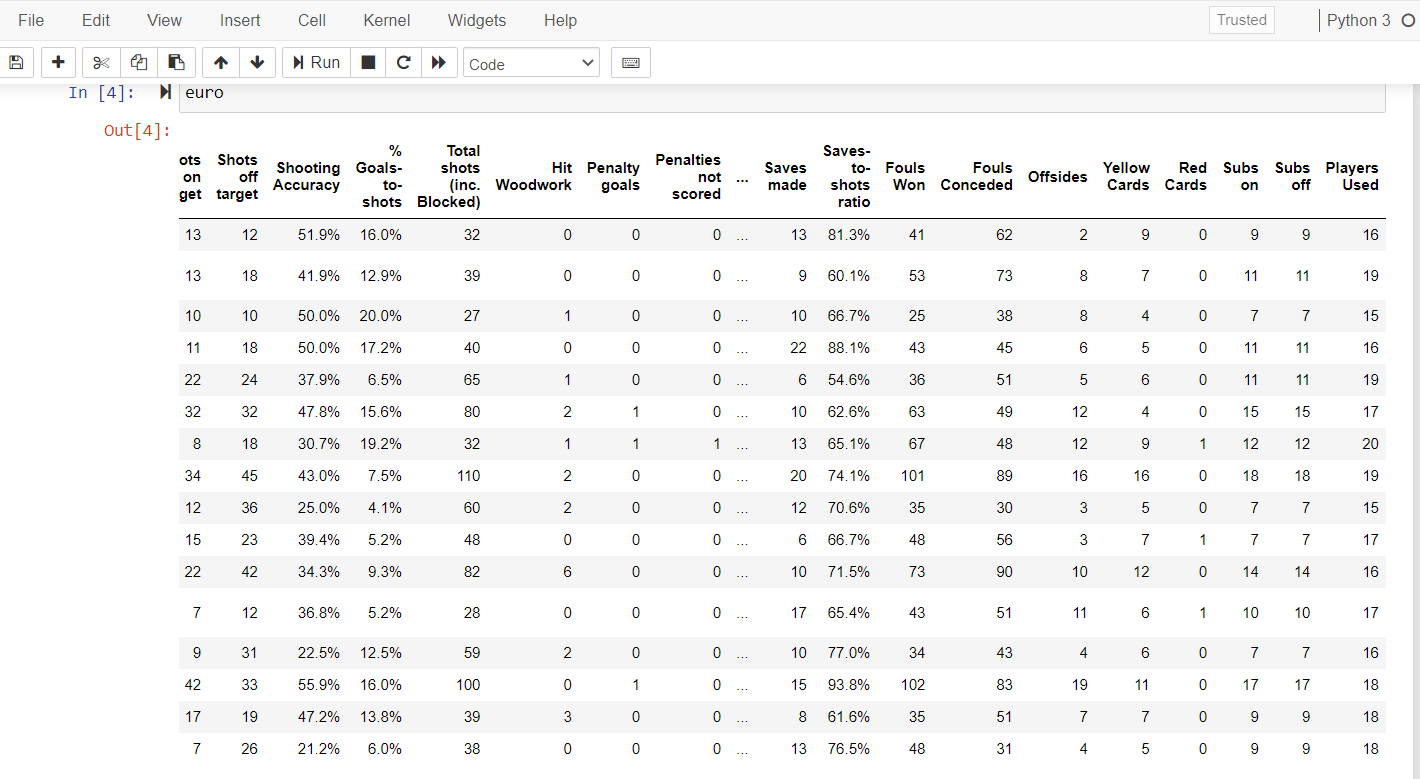 File Edit View Insert Cell Kernel Widgets Help Trusted Python 3
Run Code
In [4]: euro
Out[4]:
ots on get Shots off target Shooting Accuracy % Goals-to-shots Total shots (inc. Blocked) Hit Woodwork Penalty goals Penalties not scored ... Saves made Saves-to-shots ratio Fouls Won Fouls Conceded Offsides Yellow Cards Red Cards Subs on Subs off Players Used
13 12 51.9% 16.0% 32 0 0 0 ... 13 81.3% 41 62 2 9 0 9 9 16
13 18 41.9% 12.9% 39 0 0 0 ... 9 60.1% 53 73 8 7 0 11 11 19
10 10 50.0% 20.0% 27 1 0 0 ... 10 66.7% 25 38 8 4 0 7 7 15
11 18 50.0% 17.2% 40 0 0 0 ... 22 88.1% 43 45 6 5 0 11 11 16
22 24 37.9% 6.5% 65 1 0 0 ... 6 54.6% 36 51 5 6 0 11 11 19
32 32 47.8% 15.6% 80 2 1 0 ... 10 62.6% 63 49 12 4 0 15 15 17
8 18 30.7% 19.2% 32 1 1 1 ... 13 65.1% 67 48 12 9 1 12 12 20
34 45 43.0% 7.5% 110 2 0 0 ... 20 74.1% 101 89 16 16 0 18 18 19
12 36 25.0% 4.1% 60 2 0 0 ... 12 70.6% 35 30 3 5 0 7 7 15
15 23 39.4% 5.2% 48 0 0 0 ... 6 66.7% 48 56 3 7 1 7 7 17
22 42 34.3% 9.3% 82 6 0 0 ... 10 71.5% 73 90 10 12 0 14 14 16
7 12 36.8% 5.2% 28 0 0 0 ... 17 65.4% 43 51 11 6 1 10 10 17
9 31 22.5% 12.5% 59 2 0 0 ... 10 77.0% 34 43 4 6 0 7 7 16
42 33 55.9% 16.0% 100 0 1 0 ... 15 93.8% 102 83 19 11 0 17 17 18
17 19 47.2% 13.8% 39 3 0 0 ... 8 61.6% 35 51 7 7 0 9 9 18
7 26 21.2% 6.0% 38 0 0 0 ... 13 76.5% 48 31 4 5 0 9 9 18